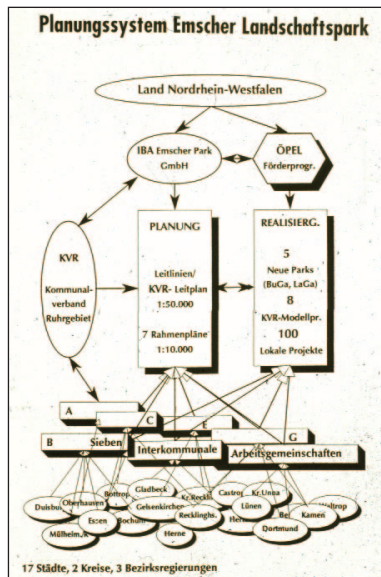 Planungssystem Emscher Landschaftspark
Land Nordrhein-Westfalen
IBA Emscher Park
GmbH
ÖPEL
Förderprogr.
KVR
Kommunal-
verband
Ruhrgebiet
PLANUNG
Leitlinien/
KVR- Leitplan
1:50.000
7 Rahmenpläne
1:10.000
REALISIERG.
5
Neue Parks
(BuGa, LaGa)
8
KVR-Modellpr.
100
Lokale Projekte
A
C
E
B
Sieben
Interkommunale
G
Arbeitsgemeinschaften
Bottrop
Gladbeck
Kr.Reckli
Castrop
Kr.Unna
Duisbu
Oberhausen
Gelsenkirchen
Recklinghs.
Lünen
Essen
Bochum
Kamen
Mülheim/R
Herne
Dortmund
17 Städte, 2 Kreise, 3 Bezirksregierungen